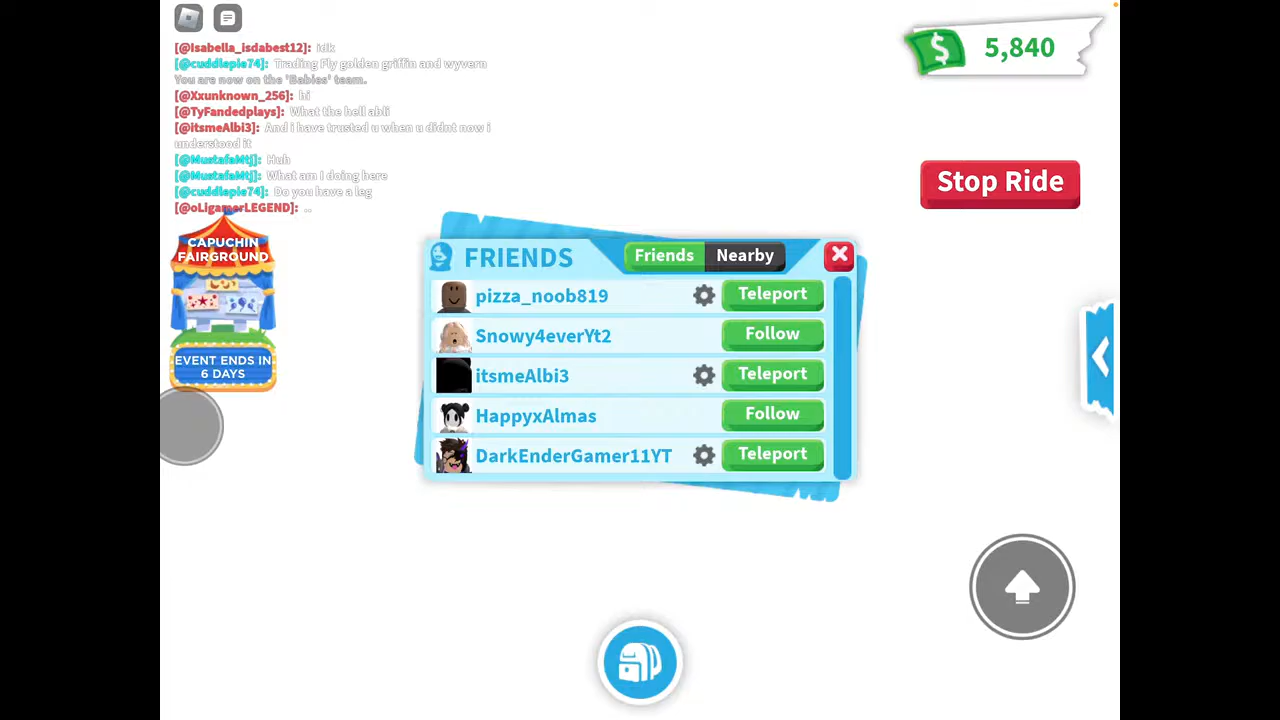 [@Isabella_isdabest12]: idk
[@cuddlepie74]: Trading Fly golden griffin and wyvern
You are now on the 'Babies' team.
[@Xxunknown_256]: hi
[@TyFandedplays]: What the hell abli
[@itsmeAlbi3]: And i have trusted u when u didnt now i
understood it
[@MustafaMtj]: Huh
[@MustafaMtj]: What am I doing here
[@cuddlepie74]: Do you have a leg
[@oLigamerLEGEND]: ..
5,840
Stop Ride
CAPUCHIN
FAIRGROUND
EVENT ENDS IN
6 DAYS
FRIENDS
Friends
Nearby
pizza_noob819
Teleport
Snowy4everYt2
Follow
itsmeAlbi3
Teleport
HappyxAlmas
Follow
DarkEnderGamer11YT
Teleport